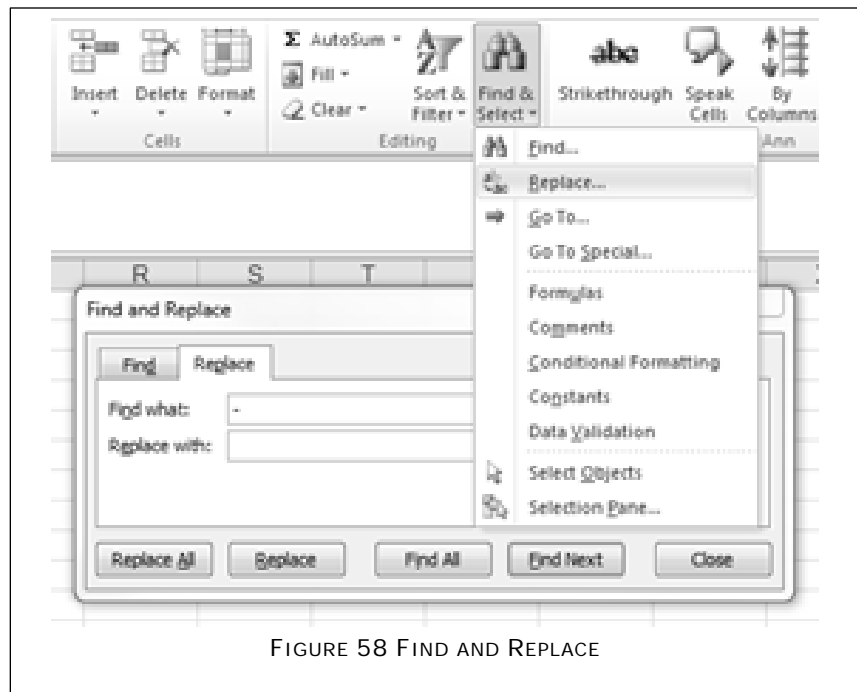 Insert Delete Format
Cells
Σ AutoSum
Fill
Clear
Sort & Filter
Find & Select
Editing
abc
Strikethrough
Speak Cells
By Columns
Ann
Find...
Replace...
Go To...
Go To Special...
Formulas
Comments
Conditional Formatting
Constants
Data Validation
Select Objects
Selection Pane...
R S T
Find and Replace
Find Replace
Find what: -
Replace with:
Replace All Replace Find All Find Next Close
FIGURE 58 FIND AND REPLACE